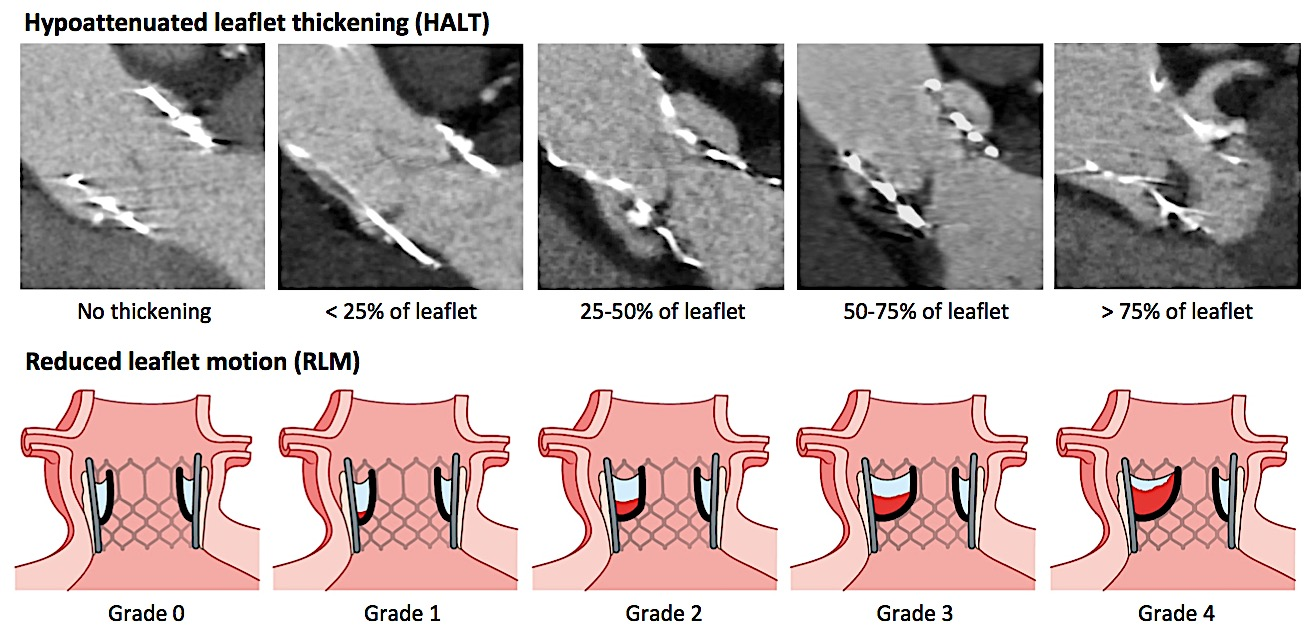 Hypoattenuated leaflet thickening (HALT)
No thickening
< 25% of leaflet
25-50% of leaflet
50-75% of leaflet
> 75% of leaflet
Reduced leaflet motion (RLM)
Grade 0
Grade 1
Grade 2
Grade 3
Grade 4